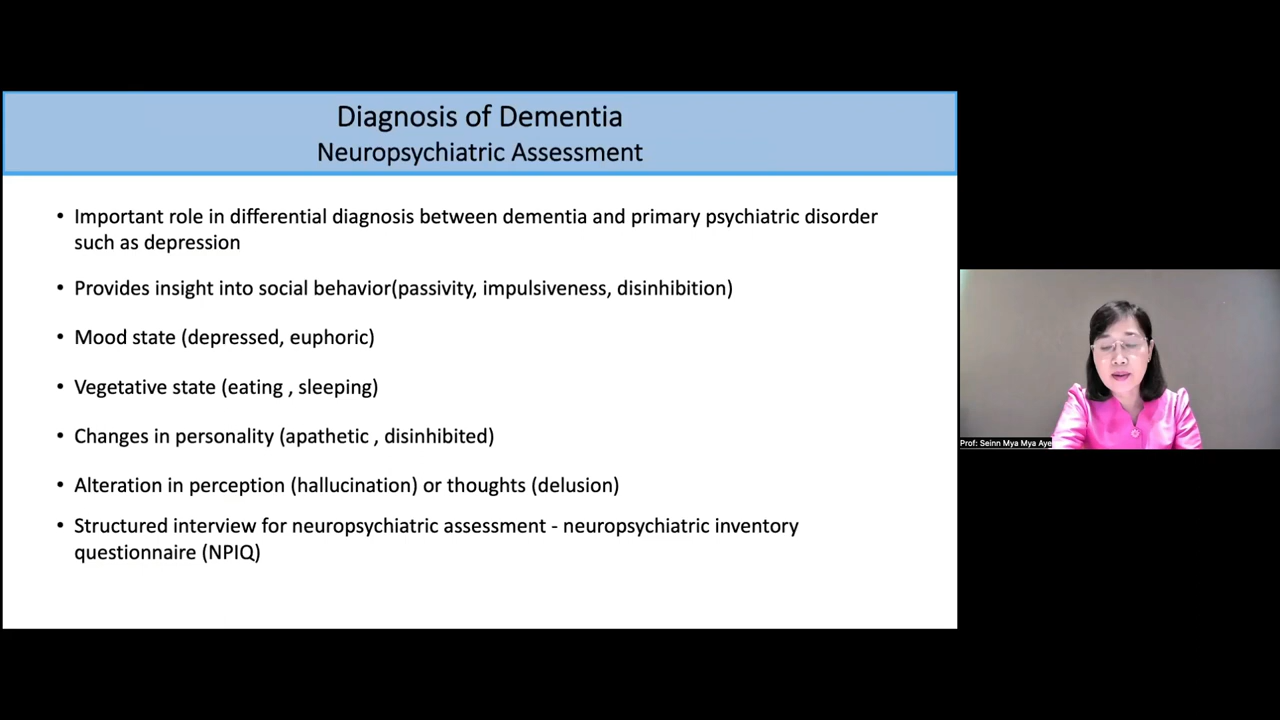 Diagnosis of Dementia
Neuropsychiatric Assessment
• Important role in differential diagnosis between dementia and primary psychiatric disorder
such as depression
• Provides insight into social behavior(passivity, impulsiveness, disinhibition)
• Mood state (depressed, euphoric)
• Vegetative state (eating , sleeping)
• Changes in personality (apathetic , disinhibited)
• Alteration in perception (hallucination) or thoughts (delusion)
• Structured interview for neuropsychiatric assessment - neuropsychiatric inventory
questionnaire (NPIQ)
Prof: Seinn Mya Mya Aye